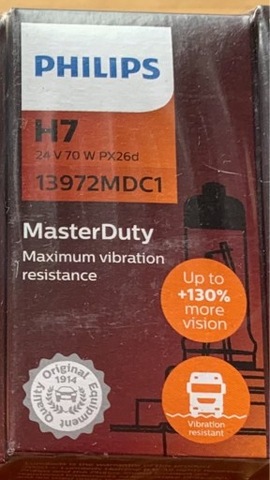 PHILIPS
H7
24 V 70 W PX26d
13972MDC1
MasterDuty
Maximum vibration
resistance
Up to
+130%
more
vision
Original
1914
Quality Equipment
Vibration
resistant